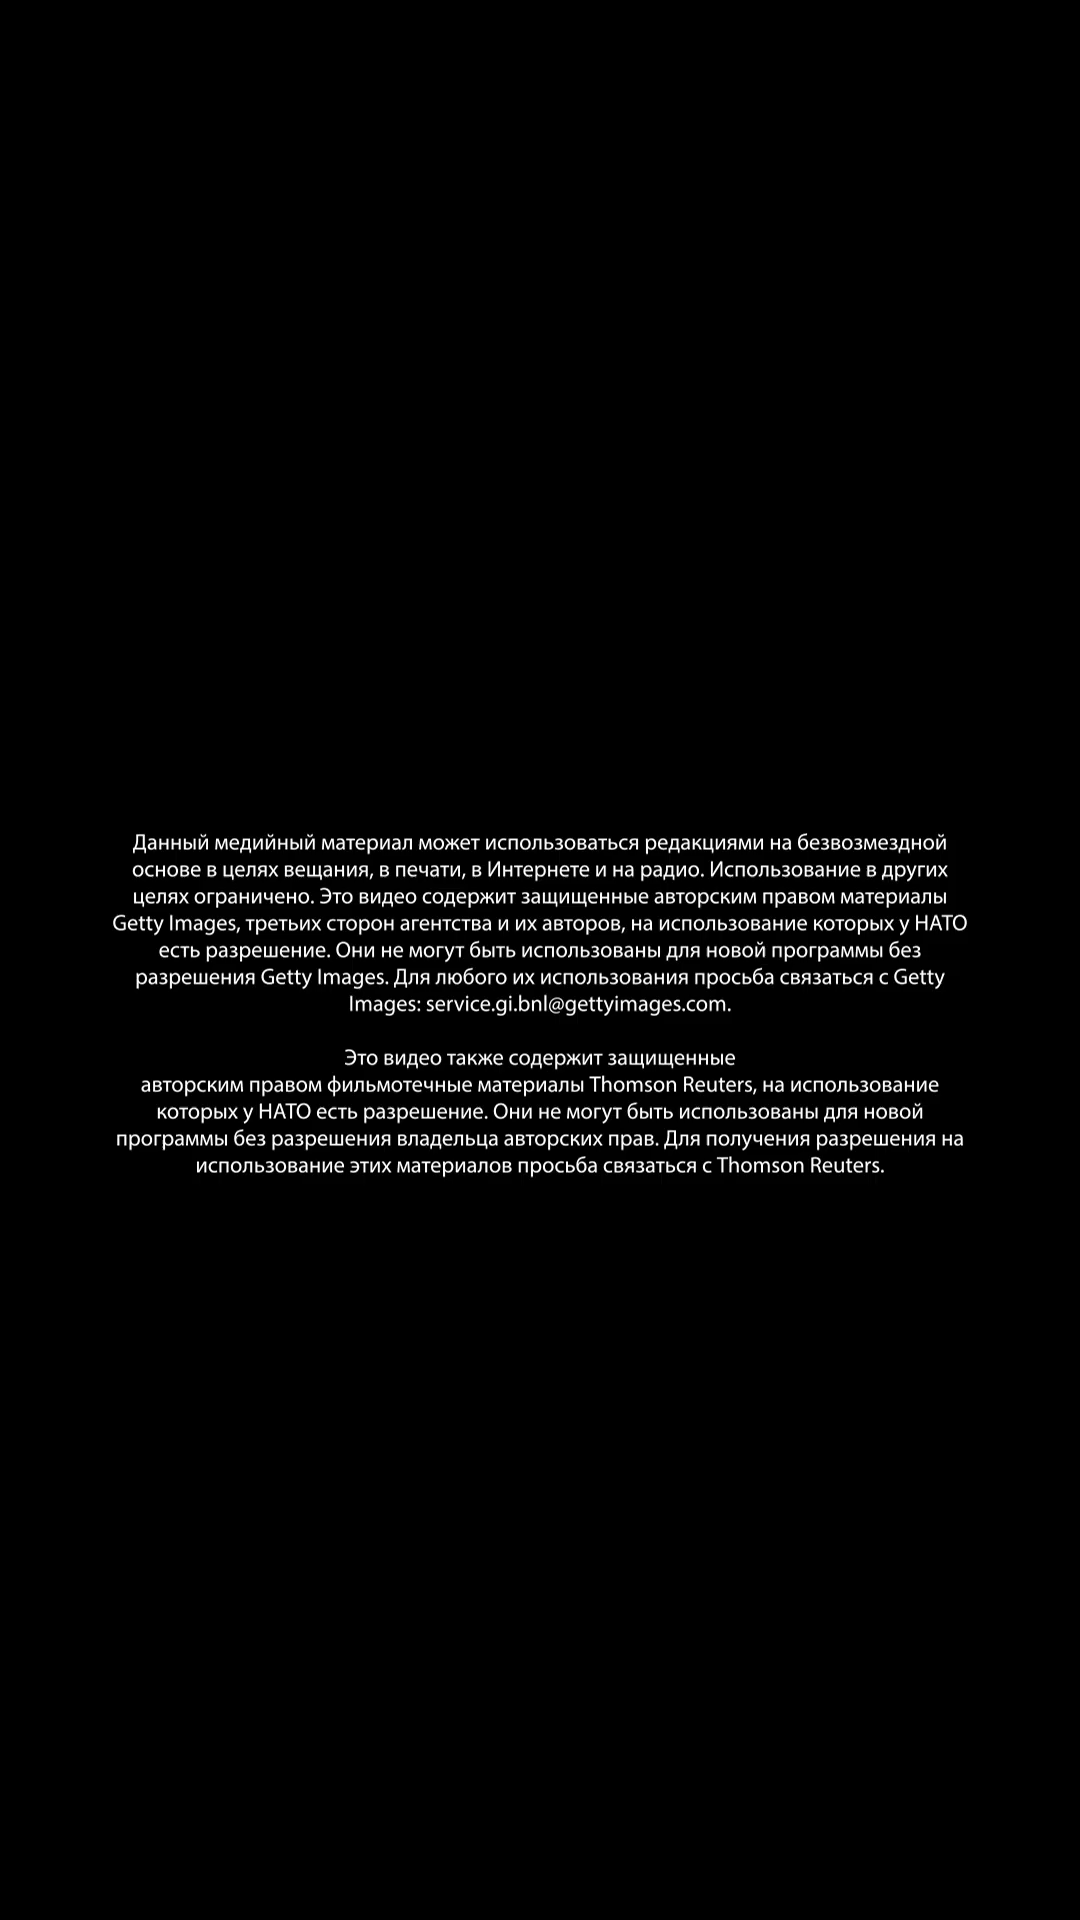 Данный медийный материал может использоваться редакциями на безвозмездной
основе в целях вещания, в печати, в Интернете и на радио. Использование в других
целях ограничено. Это видео содержит защищенные авторским правом материалы
Getty Images, третьих сторон агентства и их авторов, на использование которых у НАТО
есть разрешение. Они не могут быть использованы для новой программы без
разрешения Getty Images. Для любого их использования просьба связаться с Getty
Images: service.gi.bnl@gettyimages.com.
Это видео также содержит защищенные
авторским правом фильмотечные материалы Thomson Reuters, на использование
которых у НАТО есть разрешение. Они не могут быть использованы для новой
программы без разрешения владельца авторских прав. Для получения разрешения на
использование этих материалов просьба связаться с Thomson Reuters.